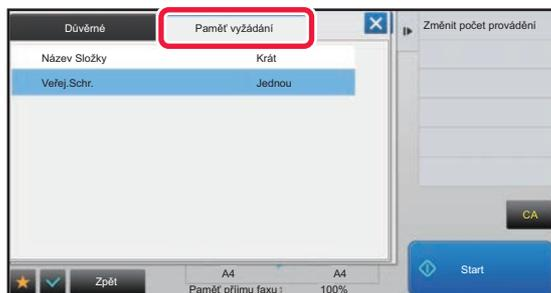 Důvěrné
Paměť vyžádání
Změnit počet provádění
Název Složky Krát
Veřej.Schr. Jednou
CA
A4 A4
Zpět
Paměť příjmu faxu : 100%
Start